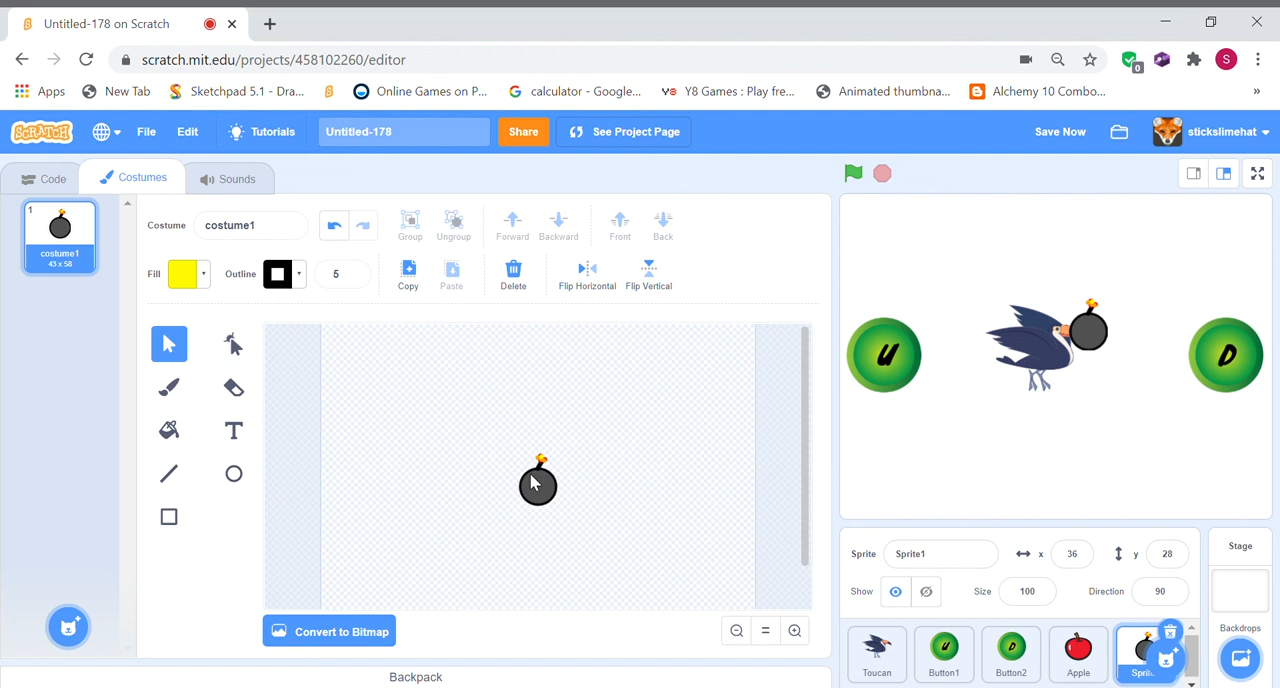 Untitled-178 on Scratch
scratch.mit.edu/projects/458102260/editor
0
S
Apps
New Tab
Sketchpad 5.1 - Dra...
Online Games on P...
calculator - Google...
Y8 Games : Play fre...
Animated thumbna...
Alchemy 10 Combo...
»
SCRATCH
File
Edit
Tutorials
Untitled-178
Share
See Project Page
Save Now
stickslimehat
Code
Costumes
Sounds
1
costume1
43 x 58
Costume
costume1
Group
Ungroup
Forward
Backward
Front
Back
Fill
Outline
5
Copy
Paste
Delete
Flip Horizontal
Flip Vertical
T
U
D
Convert to Bitmap
Backpack
Sprite
Sprite1
x
36
y
28
Show
Size
100
Direction
90
Stage
Backdrops
Toucan
Button1
Button2
Apple
Sprite